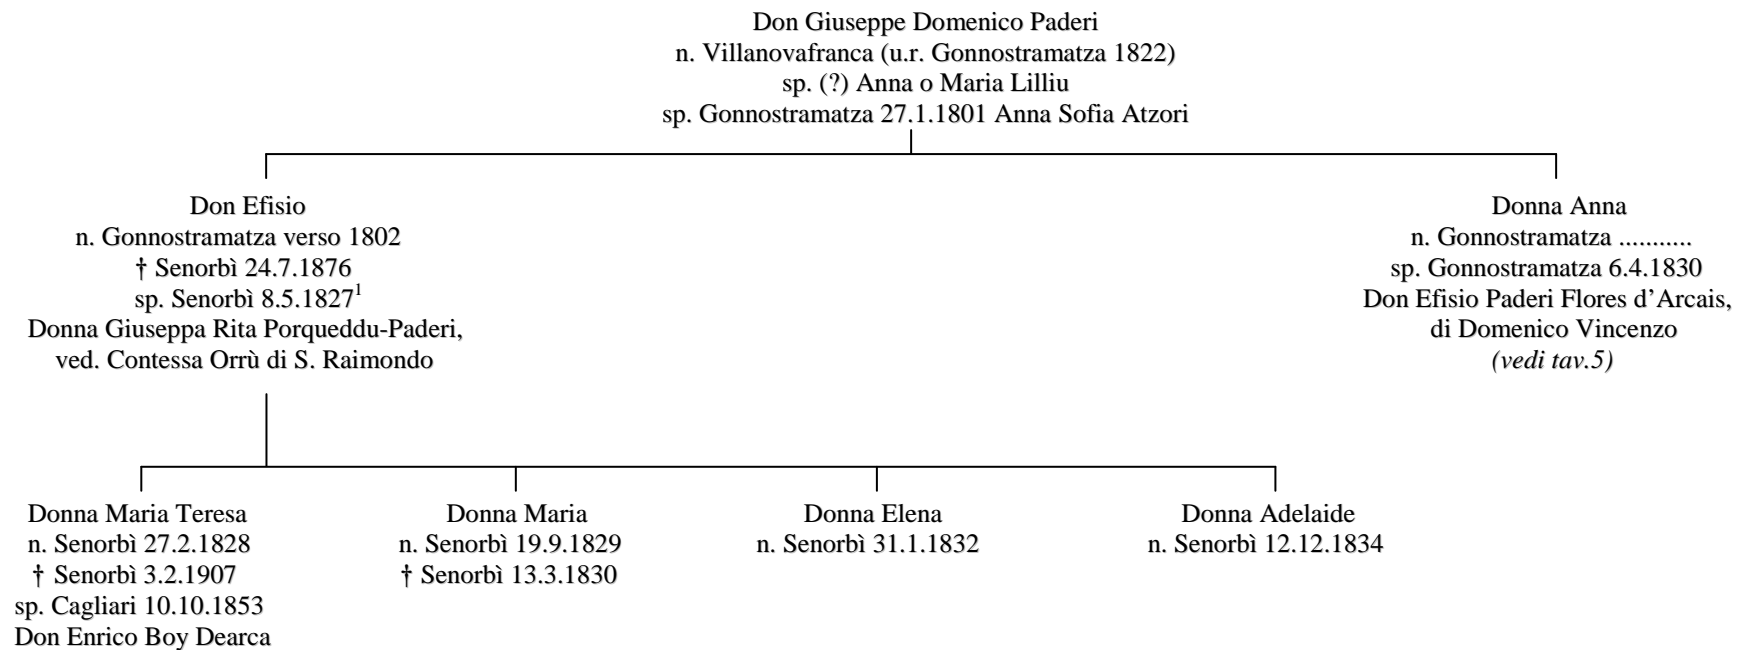 Don Giuseppe Domenico Paderi
n. Villanovafranca (u.r. Gonnostramatza 1822)
sp. (?) Anna o Maria Lilliu
sp. Gonnostramatza 27.1.1801 Anna Sofia Atzori
Don Efisio
n. Gonnostramatza verso 1802
† Senorbì 24.7.1876
sp. Senorbì 8.5.1827¹
Donna Giuseppa Rita Porqueddu-Paderi,
ved. Contessa Orrù di S. Raimondo
Donna Anna
n. Gonnostramatza ...........
sp. Gonnostramatza 6.4.1830
Don Efisio Paderi Flores d’Arcais,
di Domenico Vincenzo
(vedi tav.5)
Donna Maria Teresa
n. Senorbì 27.2.1828
† Senorbì 3.2.1907
sp. Cagliari 10.10.1853
Don Enrico Boy Dearca
Donna Maria
n. Senorbì 19.9.1829
† Senorbì 13.3.1830
Donna Elena
n. Senorbì 31.1.1832
Donna Adelaide
n. Senorbì 12.12.1834